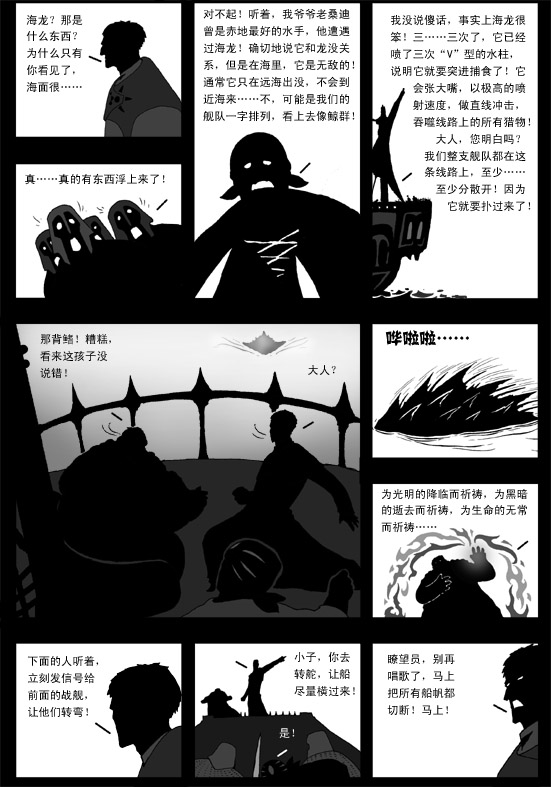 海龙？那是
什么东西？
为什么只有
你看见了，
海面很……
真……真的有东西浮上来了！
对不起！听着，我爷爷老桑迪
曾是赤地最好的水手，他遭遇
过海龙！确切地说它和龙没关
系，但是在海里，它是无敌的！
通常它只在远海出没，不会到
近海来……不，可能是我们的
舰队一字排列，看上去像鲸群！
我没说傻话，事实上海龙很
笨！三……三次了，它已经
喷了三次“V”型的水柱，
说明它就要突进捕食了！它
会张大嘴，以极高的喷
射速度，做直线冲击，
吞噬线路上的所有猎物！
大人，您明白吗？
我们整支舰队都在这
条线路上，至少……
至少分散开！因为
它就要扑过来了！
那背鳍！糟糕，
看来这孩子没
说错！
大人？
哗啦啦……
为光明的降临而祈祷，为黑暗
的逝去而祈祷，为生命的无常
而祈祷……
下面的人听着，
立刻发信号给
前面的战舰，
让他们转弯！
小子，你去
转舵，让船
尽量横过来！
是！
瞭望员，别再
唱歌了，马上
把所有船帆都
切断！马上！